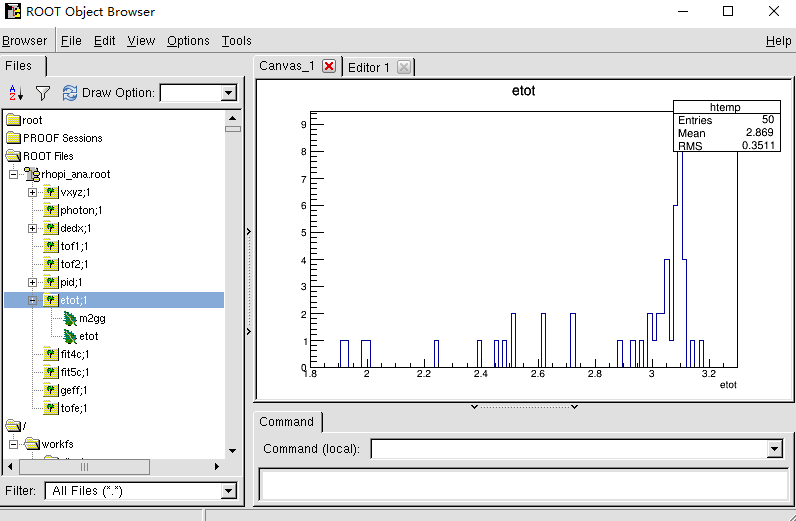 ROOT Object Browser
Browser File Edit View Options Tools Help
Files
Draw Option:
root
PROOF Sessions
ROOT Files
rhopi_ana.root
vxyz;1
photon;1
dedx;1
tof1;1
tof2;1
pid;1
etot;1
m2gg
etot
fit4c;1
fit5c;1
geff;1
tofe;1
/
workfs
Filter: All Files (*.*)
Canvas_1 Editor 1
etot
htemp
Entries 50
Mean 2.869
RMS 0.3511
9
8
7
6
5
4
3
2
1
0
1.8 2 2.2 2.4 2.6 2.8 3 3.2
etot
Command
Command (local):